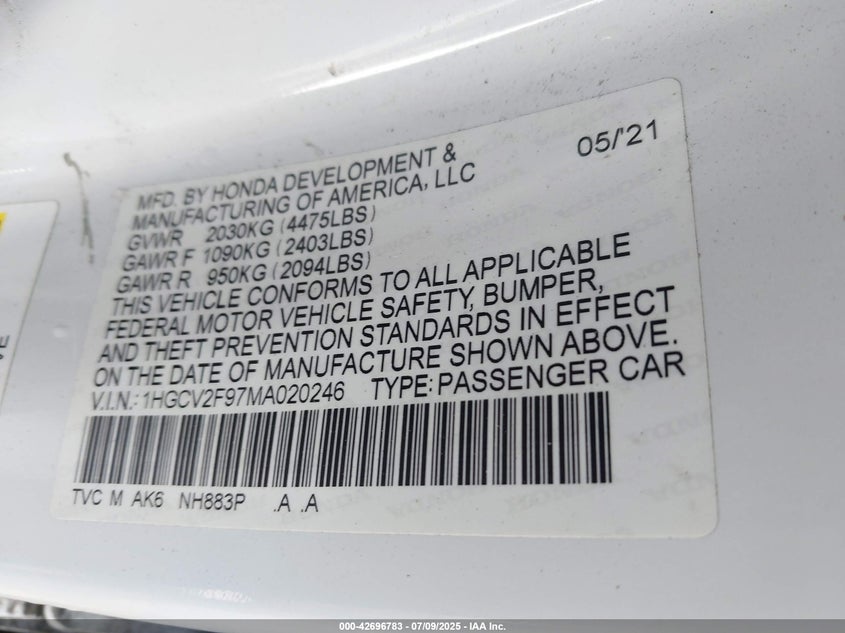 05/'21
MFD. BY HONDA DEVELOPMENT &
MANUFACTURING OF AMERICA, LLC
GVWR 2030KG (4475LBS)
GAWR F 1090KG (2403LBS)
GAWR R 950KG (2094LBS)
THIS VEHICLE CONFORMS TO ALL APPLICABLE
FEDERAL MOTOR VEHICLE SAFETY, BUMPER,
AND THEFT PREVENTION STANDARDS IN EFFECT
ON THE DATE OF MANUFACTURE SHOWN ABOVE.
V.I.N.: 1HGCV2F97MA020246 TYPE: PASSENGER CAR
TVC M AK6 NH883P .A .A
000-42696783 / 07/09/2025 - IAA Inc.